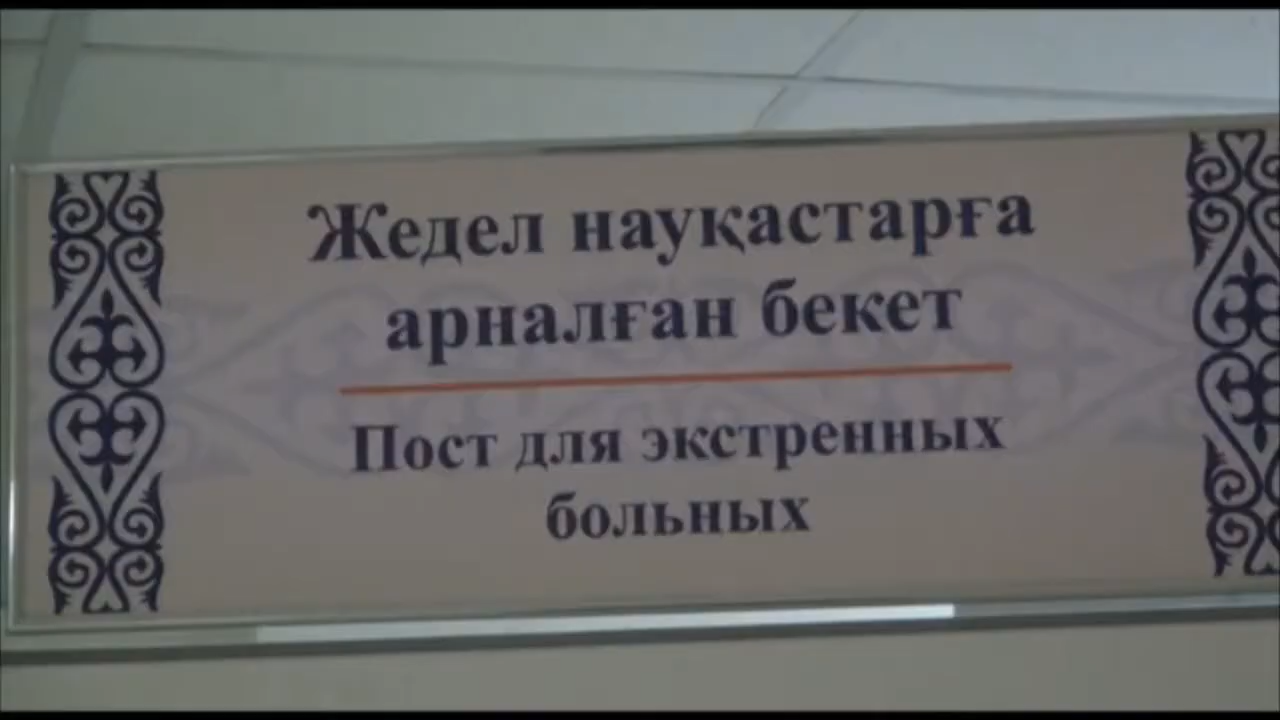 Жедел науқастарға
арналған бекет
Пост для экстренных
больных